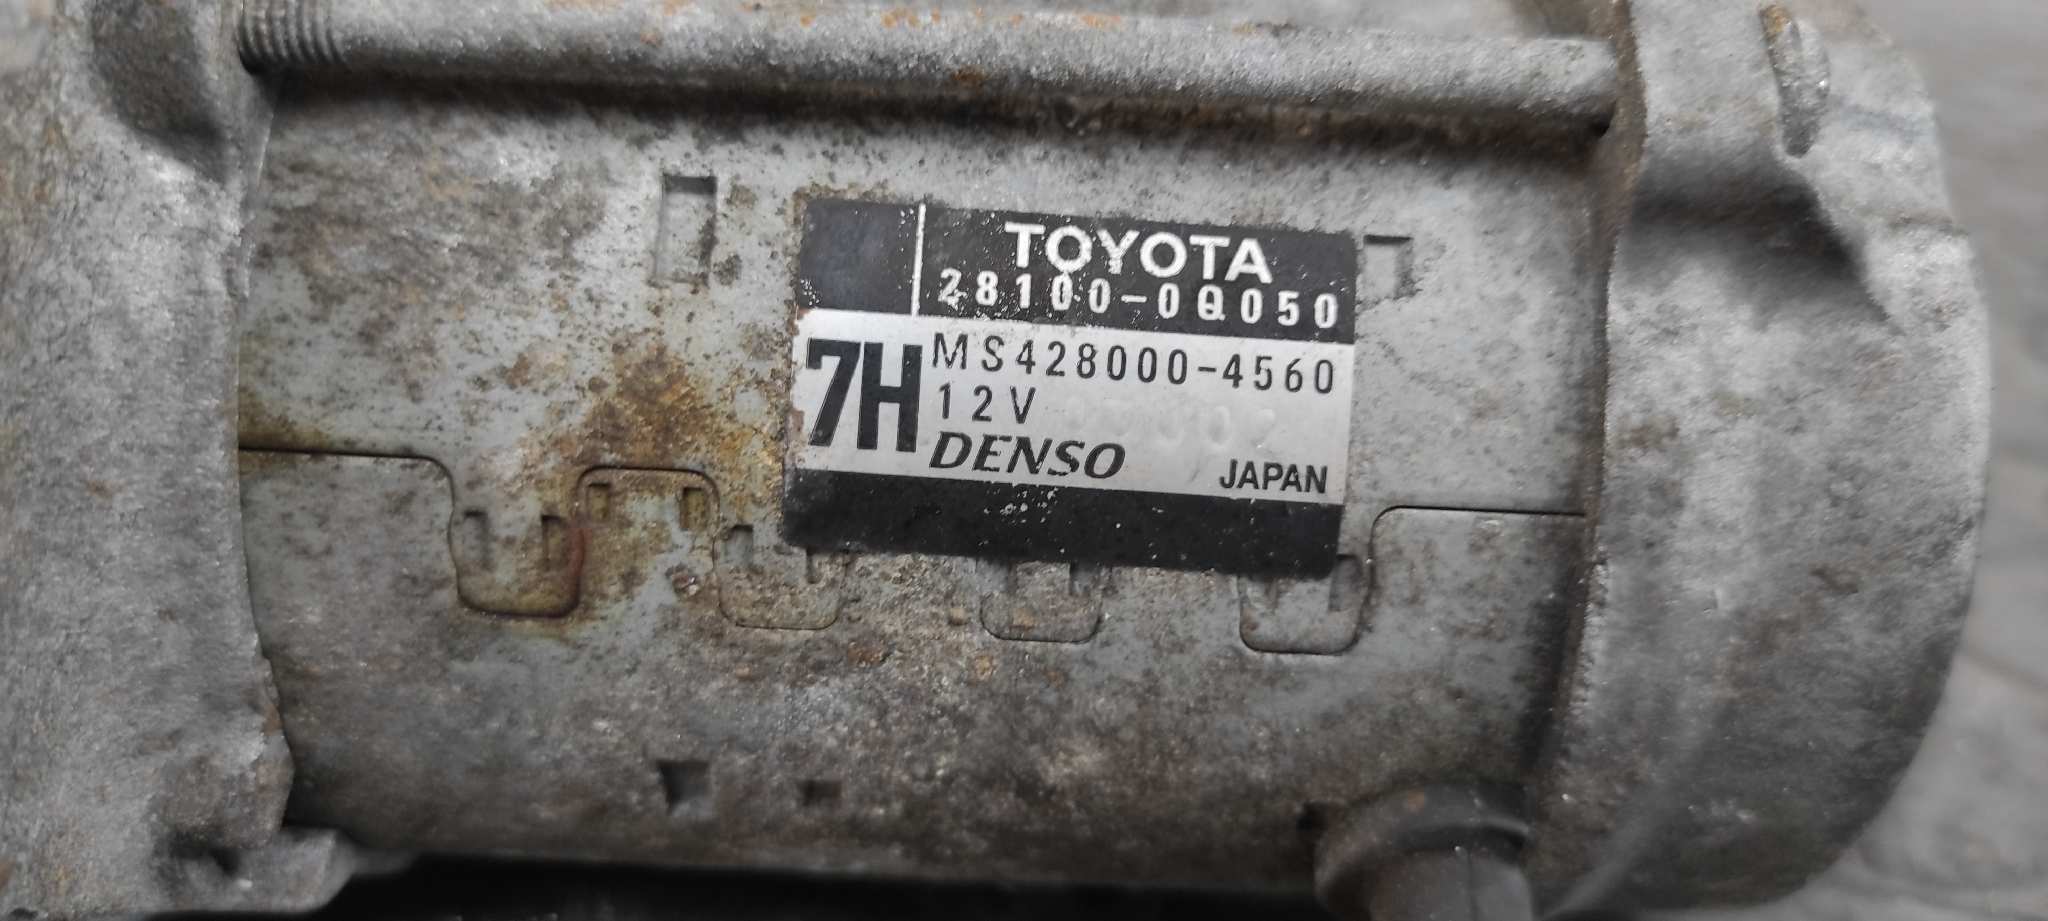 TOYOTA
28100-0Q050
7H
MS428000-4560
12V
DENSO
JAPAN